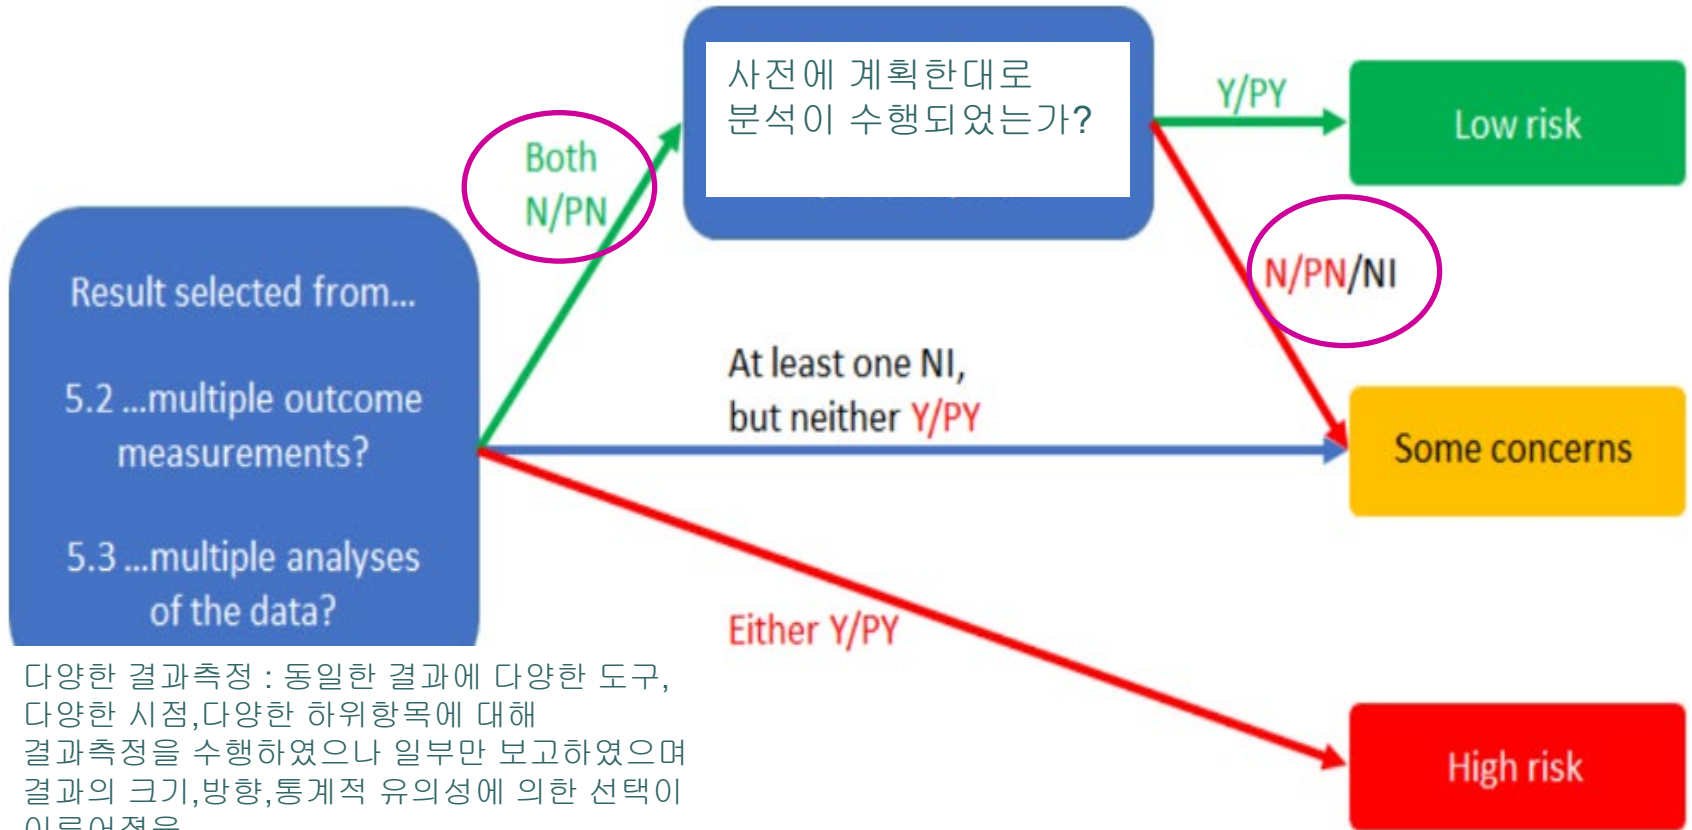 사전에 계획한대로
분석이 수행되었는가?
Y/PY
Low risk
Both
N/PN
Result selected from...
5.2 ...multiple outcome
measurements?
5.3 ...multiple analyses
of the data?
N/PN/NI
At least one NI,
but neither Y/PY
Some concerns
Either Y/PY
High risk
다양한 결과측정 : 동일한 결과에 다양한 도구,
다양한 시점,다양한 하위항목에 대해
결과측정을 수행하였으나 일부만 보고하였으며
결과의 크기,방향,통계적 유의성에 의한 선택이